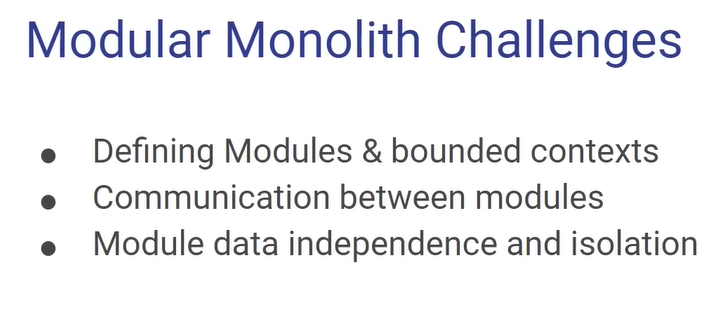 Modular Monolith Challenges
● Defining Modules & bounded contexts
● Communication between modules
● Module data independence and isolation